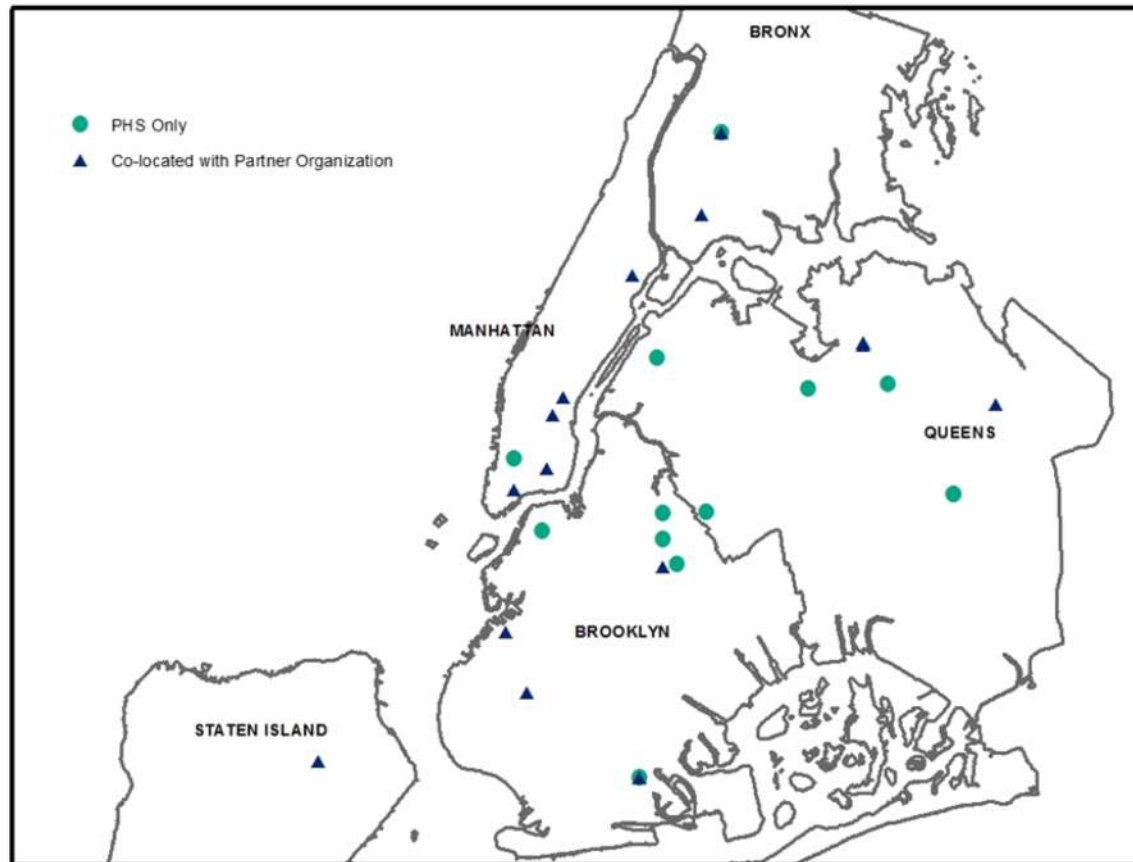 BRONX
PHS Only
Co-located with Partner Organization
MANHATTAN
QUEENS
BROOKLYN
STATEN ISLAND